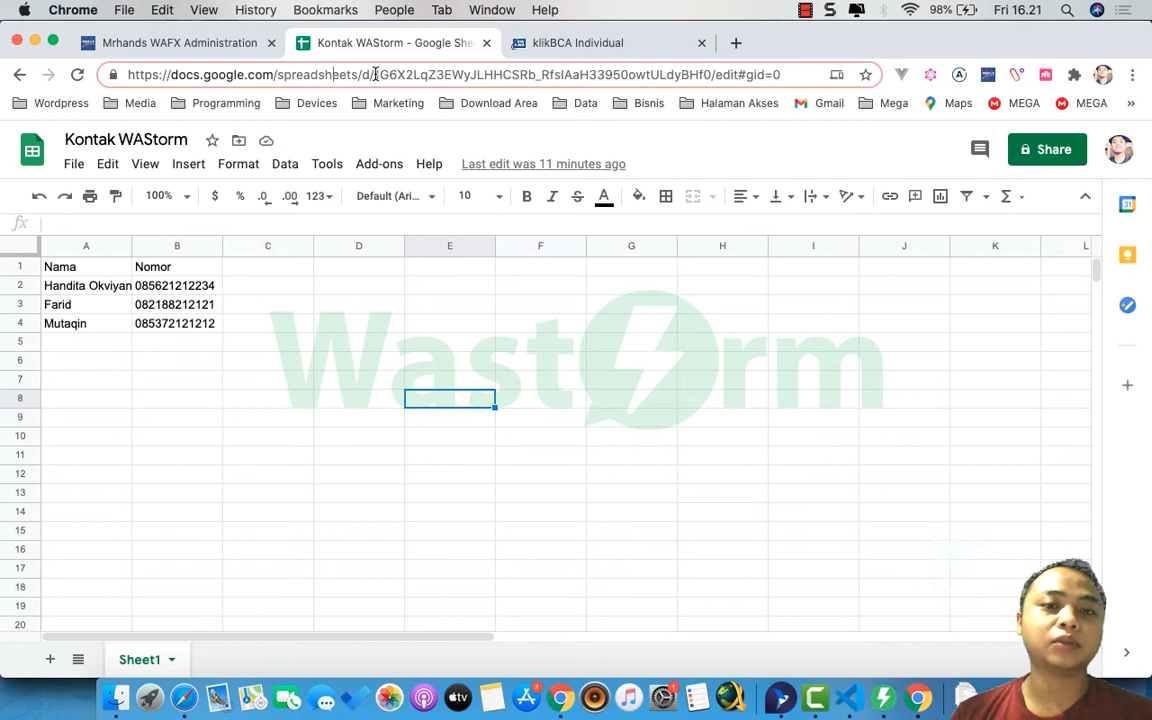 Chrome File Edit View History Bookmarks People Tab Window Help 98% Fri 16.21
Mrhands WAFX Administration Kontak WAStorm - Google She klikBCA Individual
https://docs.google.com/spreadsheets/d/1G6X2LqZ3EWyJLHHCSRb_RfsIAaH33950owtULdyBHf0/edit#gid=0
Wordpress Media Programming Devices Marketing Download Area Data Bisnis Halaman Akses Gmail Mega Maps MEGA MEGA
Kontak WAStorm
File Edit View Insert Format Data Tools Add-ons Help Last edit was 11 minutes ago
Share
100% $ % .0 .00 123 Default (Ari... 10 B I S A
fx
A B C D E F G H I J K L
1 Nama Nomor
2 Handita Okviyan 085621212234
3 Farid 082188212121
4 Mutaqin 085372121212
5
6
7
8
9
10
11
12
13
14
15
16
17
18
19
20
Wastorm
Sheet1